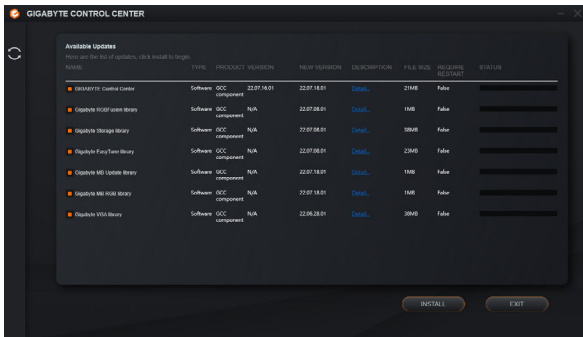 GIGABYTE CONTROL CENTER
Available Updates
Here are the list of updates, click install to begin
NAME TYPE PRODUCT VERSION NEW VERSION DESCRIPTION FILE SIZE REQUIRE RESTART STATUS
GIGABYTE Control Center Software GCC component 22.07.16.01 22.07.18.01 Detail... 21MB False
Gigabyte RGBFusion library Software GCC component N/A 22.07.08.01 Detail... 1MB False
Gigabyte Storage library Software GCC component N/A 22.07.08.01 Detail... 38MB False
Gigabyte EasyTune library Software GCC component N/A 22.07.08.01 Detail... 23MB False
Gigabyte MB Update library Software GCC component N/A 22.07.18.01 Detail... 1MB False
Gigabyte MB RGB library Software GCC component N/A 22.07.18.01 Detail... 1MB False
Gigabyte VGA library Software GCC component N/A 22.06.28.01 Detail... 38MB False
INSTALL EXIT